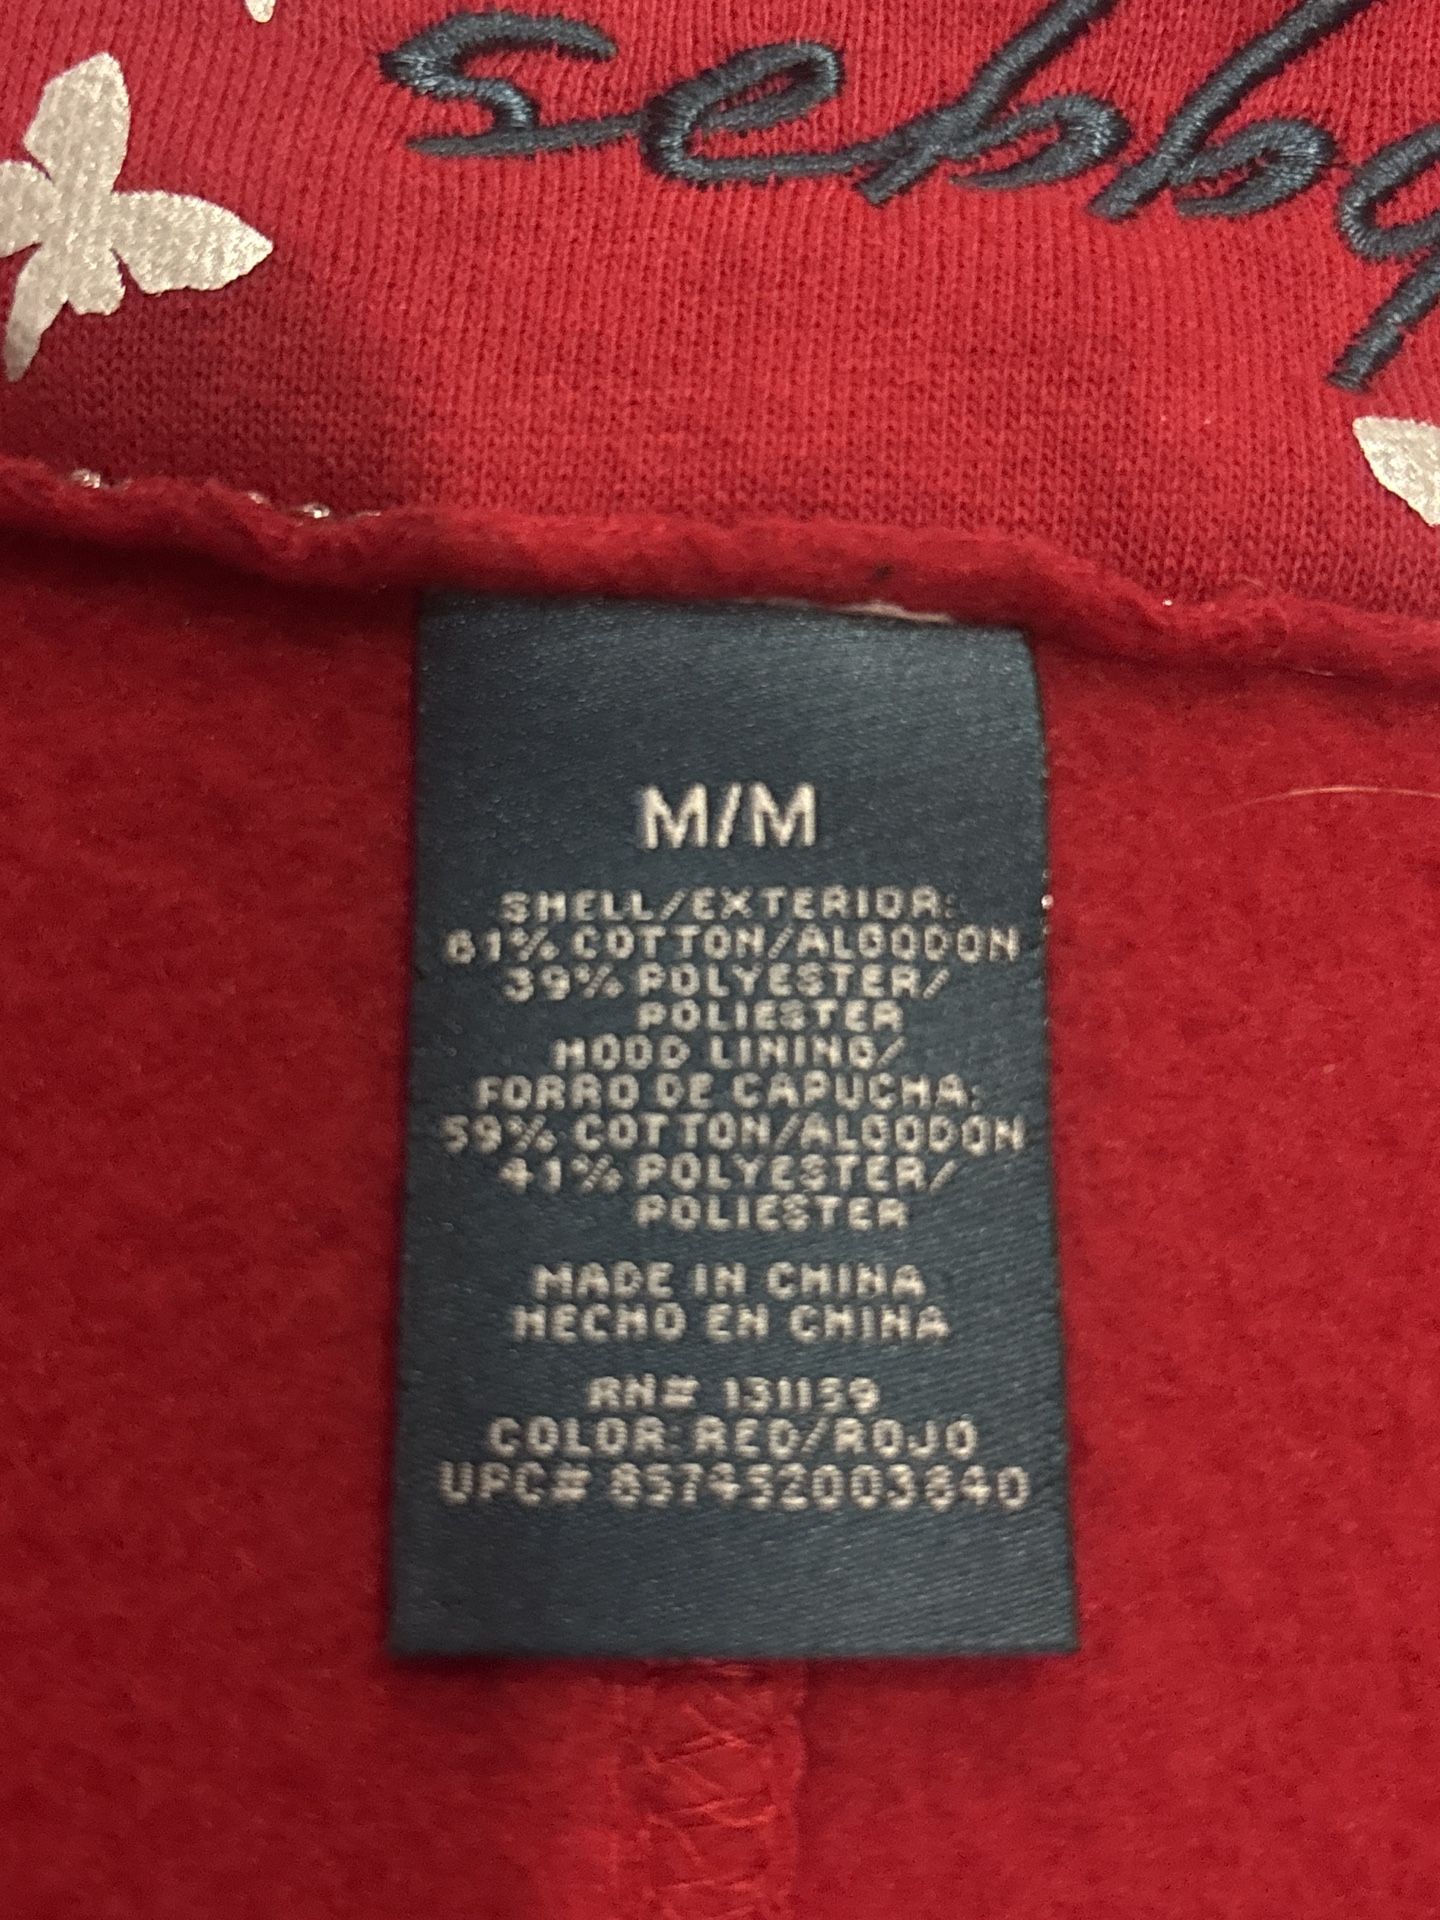 sebby
M/M
SHELL/EXTERIOR:
61% COTTON/ALGODON
39% POLYESTER/
POLIESTER
HOOD LINING/
FORRO DE CAPUCHA:
59% COTTON/ALGODON
41% POLYESTER/
POLIESTER
MADE IN CHINA
HECHO EN CHINA
RN# 131159
COLOR: RED/ROJO
UPC# 857452003840